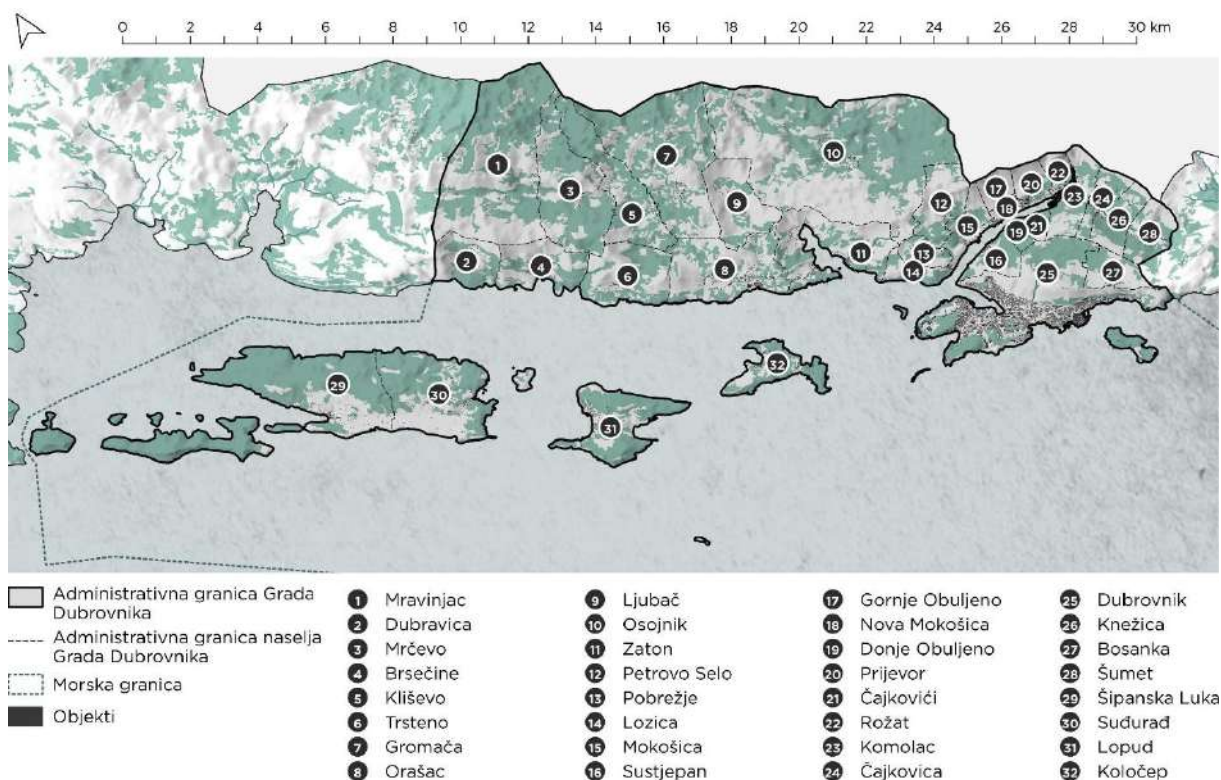 0 2 4 6 8 10 12 14 16 18 20 22 24 26 28 30 km
22
7
10
20
1
17
23
24
3
9
12
18
5
21
26
15
19
28
11
13
16
2
4
6
8
14
25
27
32
29
30
31
Administrativna granica Grada
Dubrovnika
Administrativna granica naselja
Grada Dubrovnika
Morska granica
Objekti
1 Mravinjac
2 Dubravica
3 Mrčevo
4 Brsečine
5 Kliševo
6 Trsteno
7 Gromača
8 Orašac
9 Ljubač
10 Osojnik
11 Zaton
12 Petrovo Selo
13 Pobrežje
14 Lozica
15 Mokošica
16 Sustjepan
17 Gornje Obuljeno
18 Nova Mokošica
19 Donje Obuljeno
20 Prijevor
21 Čajkovići
22 Rožat
23 Komolac
24 Čajkovica
25 Dubrovnik
26 Knežica
27 Bosanka
28 Šumet
29 Šipanska Luka
30 Suđurađ
31 Lopud
32 Koločep